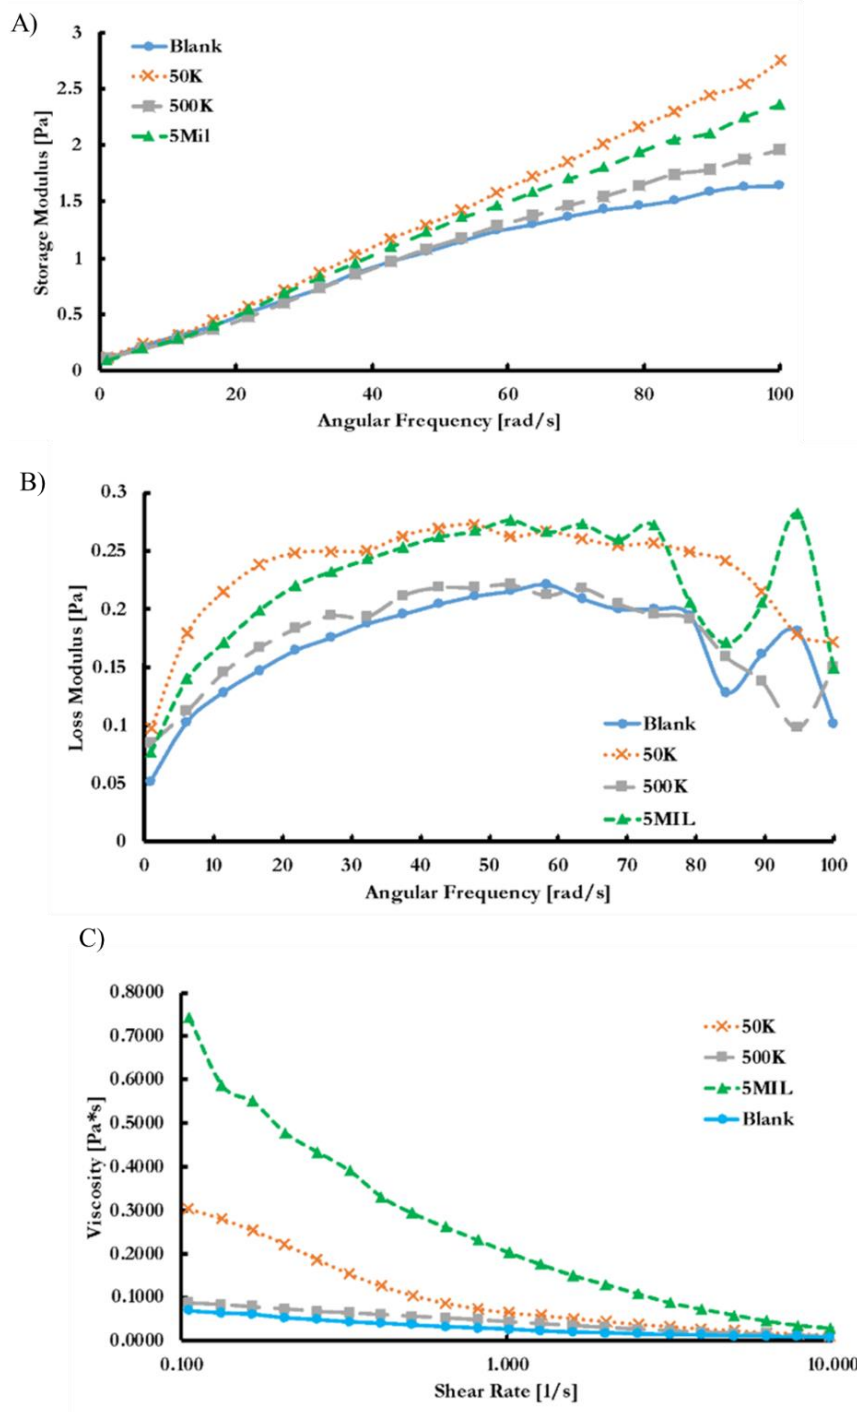 A)
3
2.5
2
1.5
1
0.5
0
Storage Modulus [Pa]
Blank
50K
500K
5Mil
0 20 40 60 80 100
Angular Frequency [rad/s]
B)
0.3
0.25
0.2
0.15
0.1
0.05
0
Loss Modulus [Pa]
Blank
50K
500K
5MIL
0 10 20 30 40 50 60 70 80 90 100
Angular Frequency [rad/s]
C)
0.8000
0.7000
0.6000
0.5000
0.4000
0.3000
0.2000
0.1000
0.0000
Viscosity [Pa*s]
50K
500K
5MIL
Blank
0.100 1.000 10.000
Shear Rate [1/s]